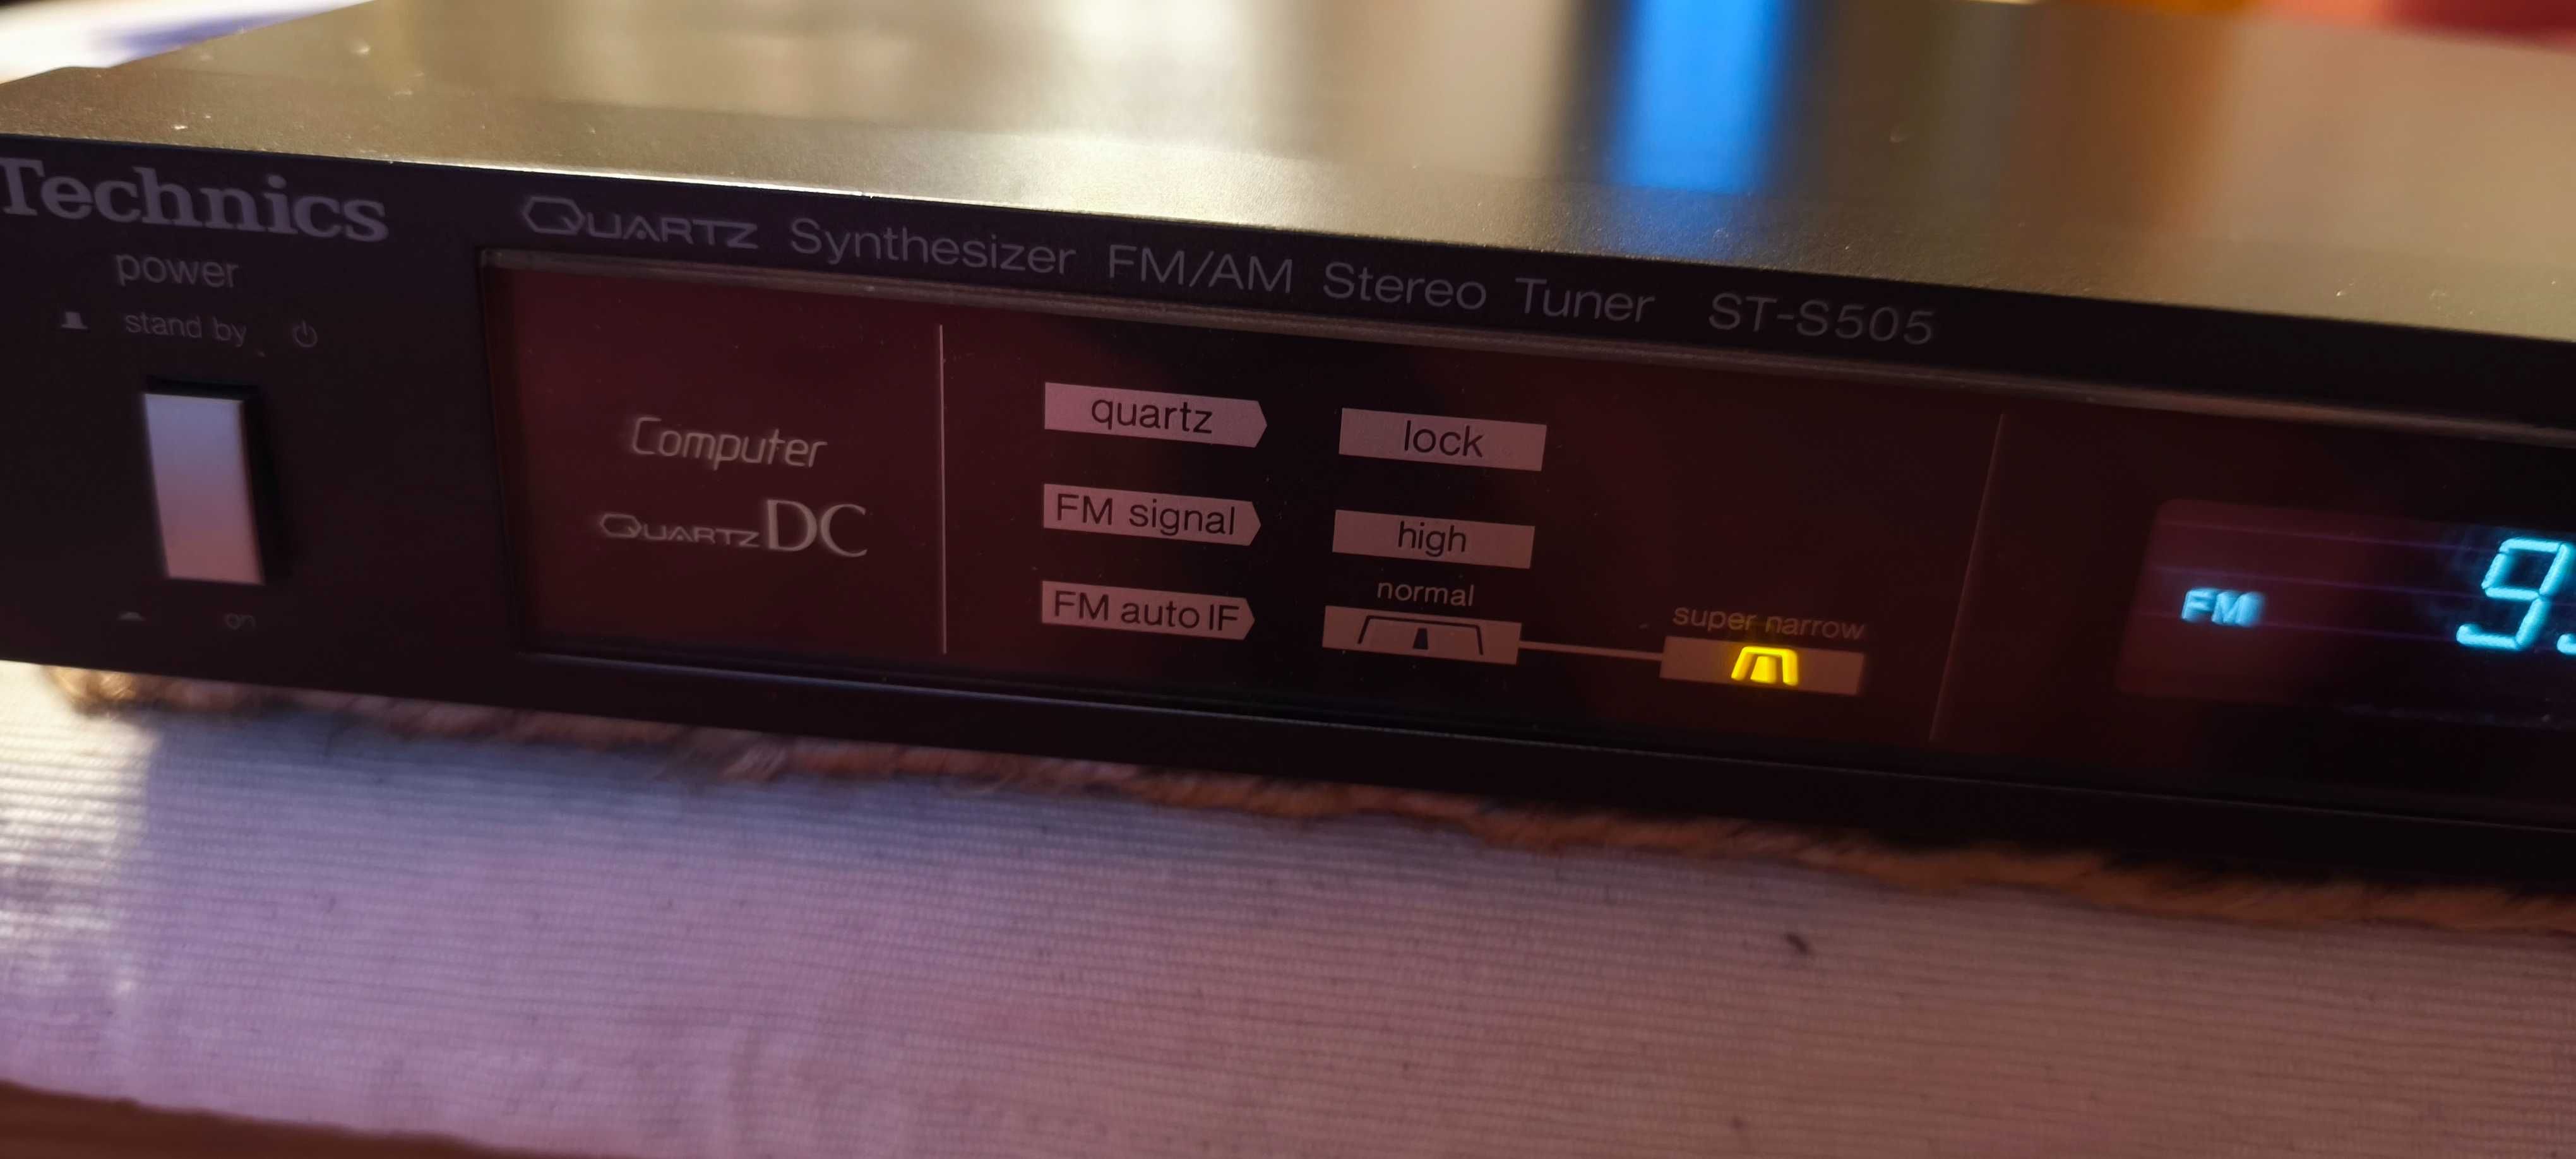 Technics
QUARTZ Synthesizer FM/AM Stereo Tuner ST-S505
power
stand by
on
Computer
QUARTZ DC
quartz lock
FM signal high
normal
FM auto IF
super narrow
FM 9